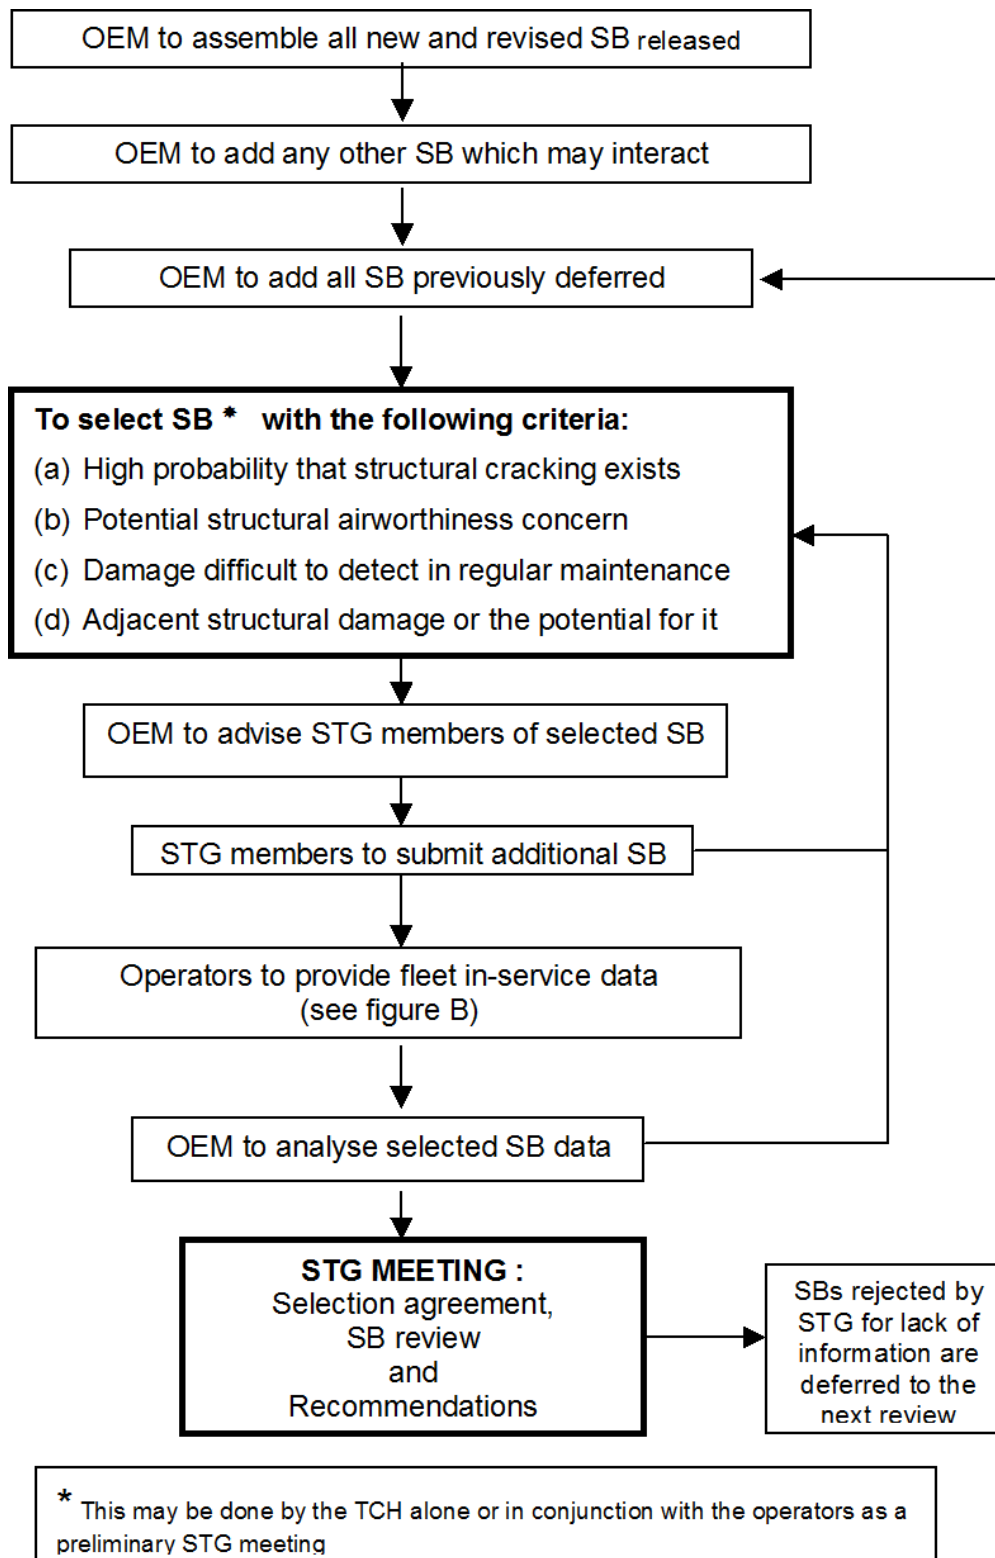 OEM to assemble all new and revised SB released
OEM to add any other SB which may interact
OEM to add all SB previously deferred
To select SB * with the following criteria:
(a) High probability that structural cracking exists
(b) Potential structural airworthiness concern
(c) Damage difficult to detect in regular maintenance
(d) Adjacent structural damage or the potential for it
OEM to advise STG members of selected SB
STG members to submit additional SB
Operators to provide fleet in-service data
(see figure B)
OEM to analyse selected SB data
STG MEETING :
Selection agreement,
SB review
and
Recommendations
SBs rejected by
STG for lack of
information are
deferred to the
next review
* This may be done by the TCH alone or in conjunction with the operators as a
preliminary STG meeting